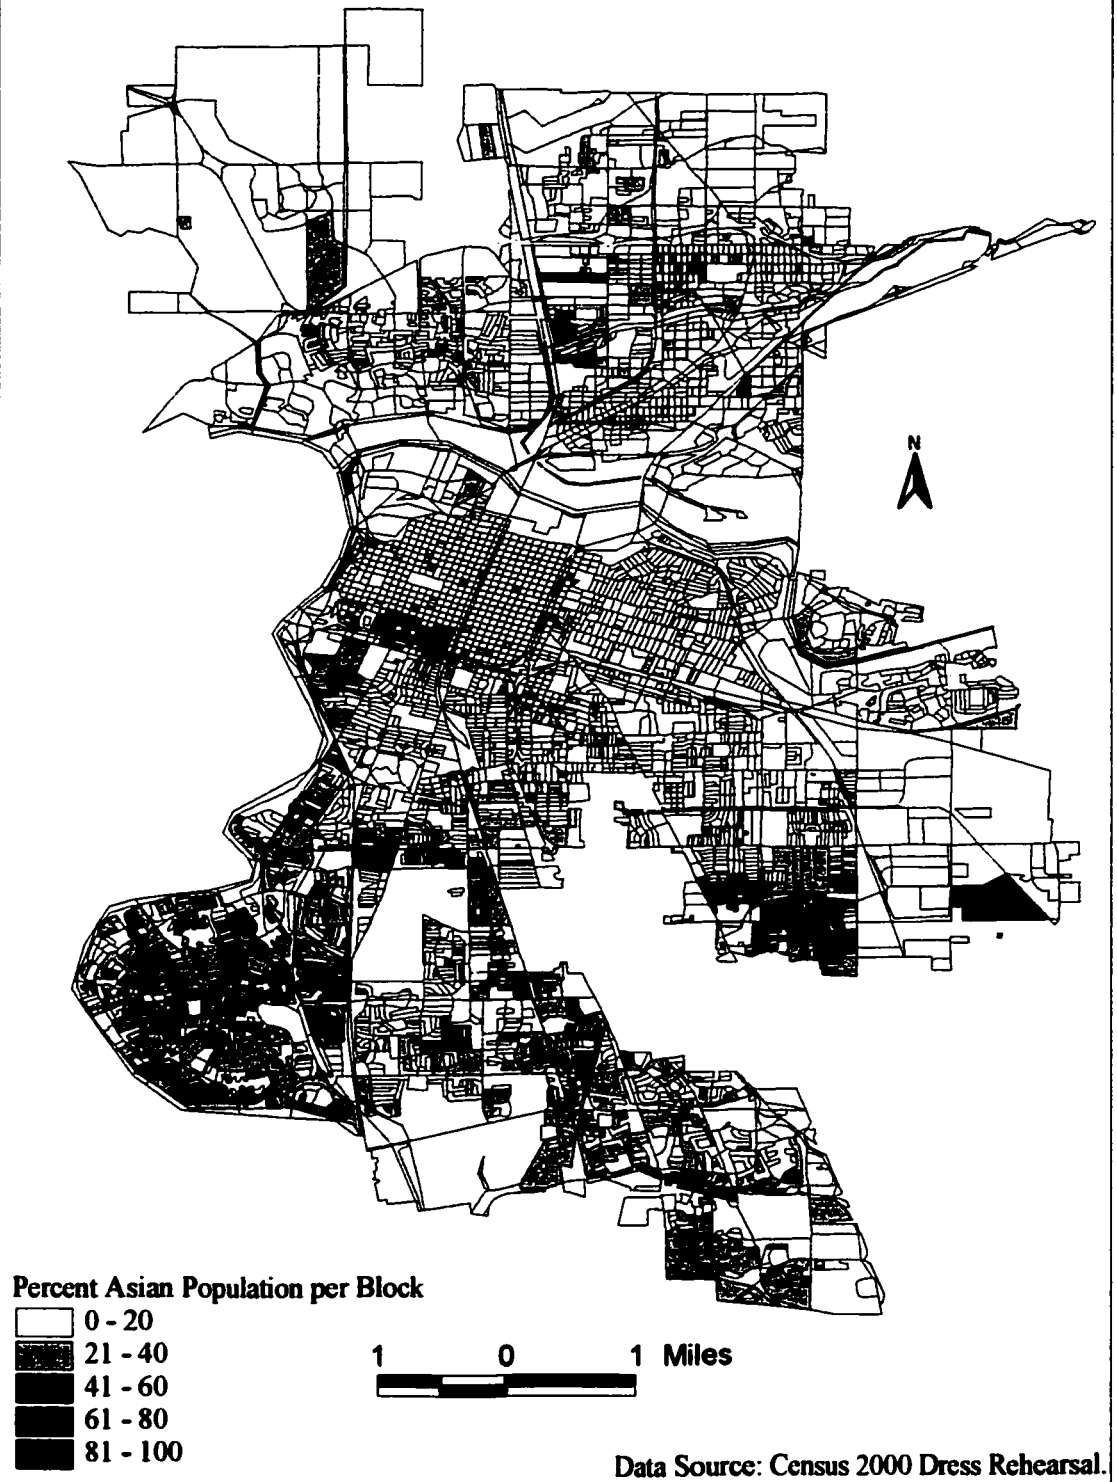 N
Percent Asian Population per Block
0 - 20
21 - 40
41 - 60
61 - 80
81 - 100
1 0 1 Miles
Data Source: Census 2000 Dress Rehearsal.